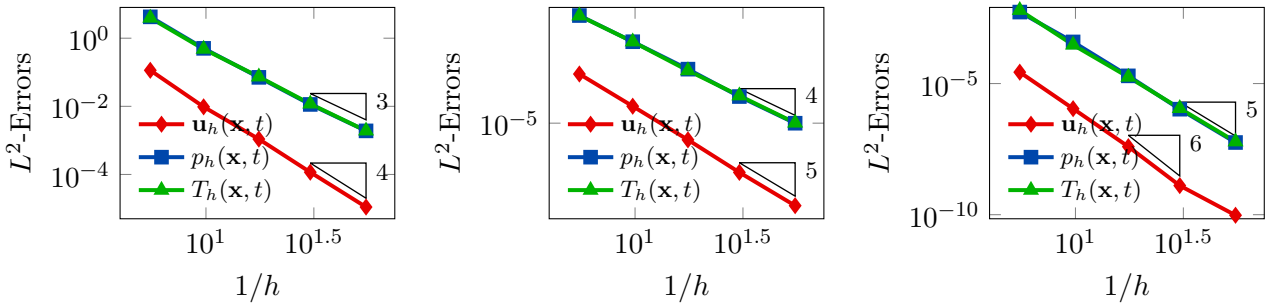 L²-Errors
10⁰
10⁻²
10⁻⁴
3
4
u_h(x, t)
p_h(x, t)
T_h(x, t)
10¹
10^1.5
1/h
L²-Errors
10⁻⁵
4
5
u_h(x, t)
p_h(x, t)
T_h(x, t)
10¹
10^1.5
1/h
L²-Errors
10⁻⁵
10⁻¹⁰
5
6
u_h(x, t)
p_h(x, t)
T_h(x, t)
10¹
10^1.5
1/h